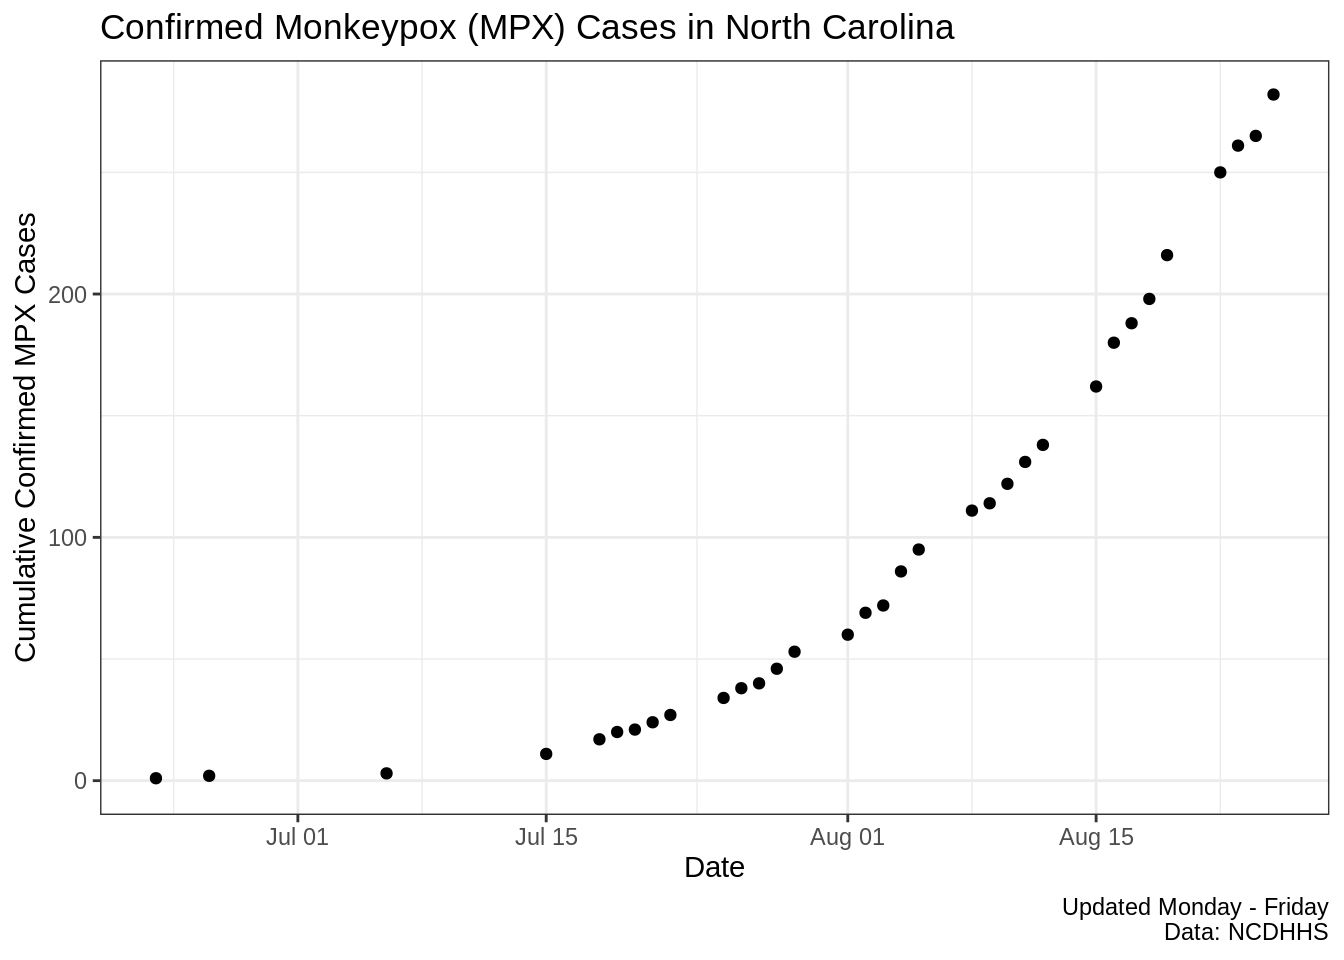 Confirmed Monkeypox (MPX) Cases in North Carolina
Cumulative Confirmed MPX Cases
200
100
0
Jul 01
Jul 15
Aug 01
Aug 15
Date
Updated Monday - Friday
Data: NCDHHS